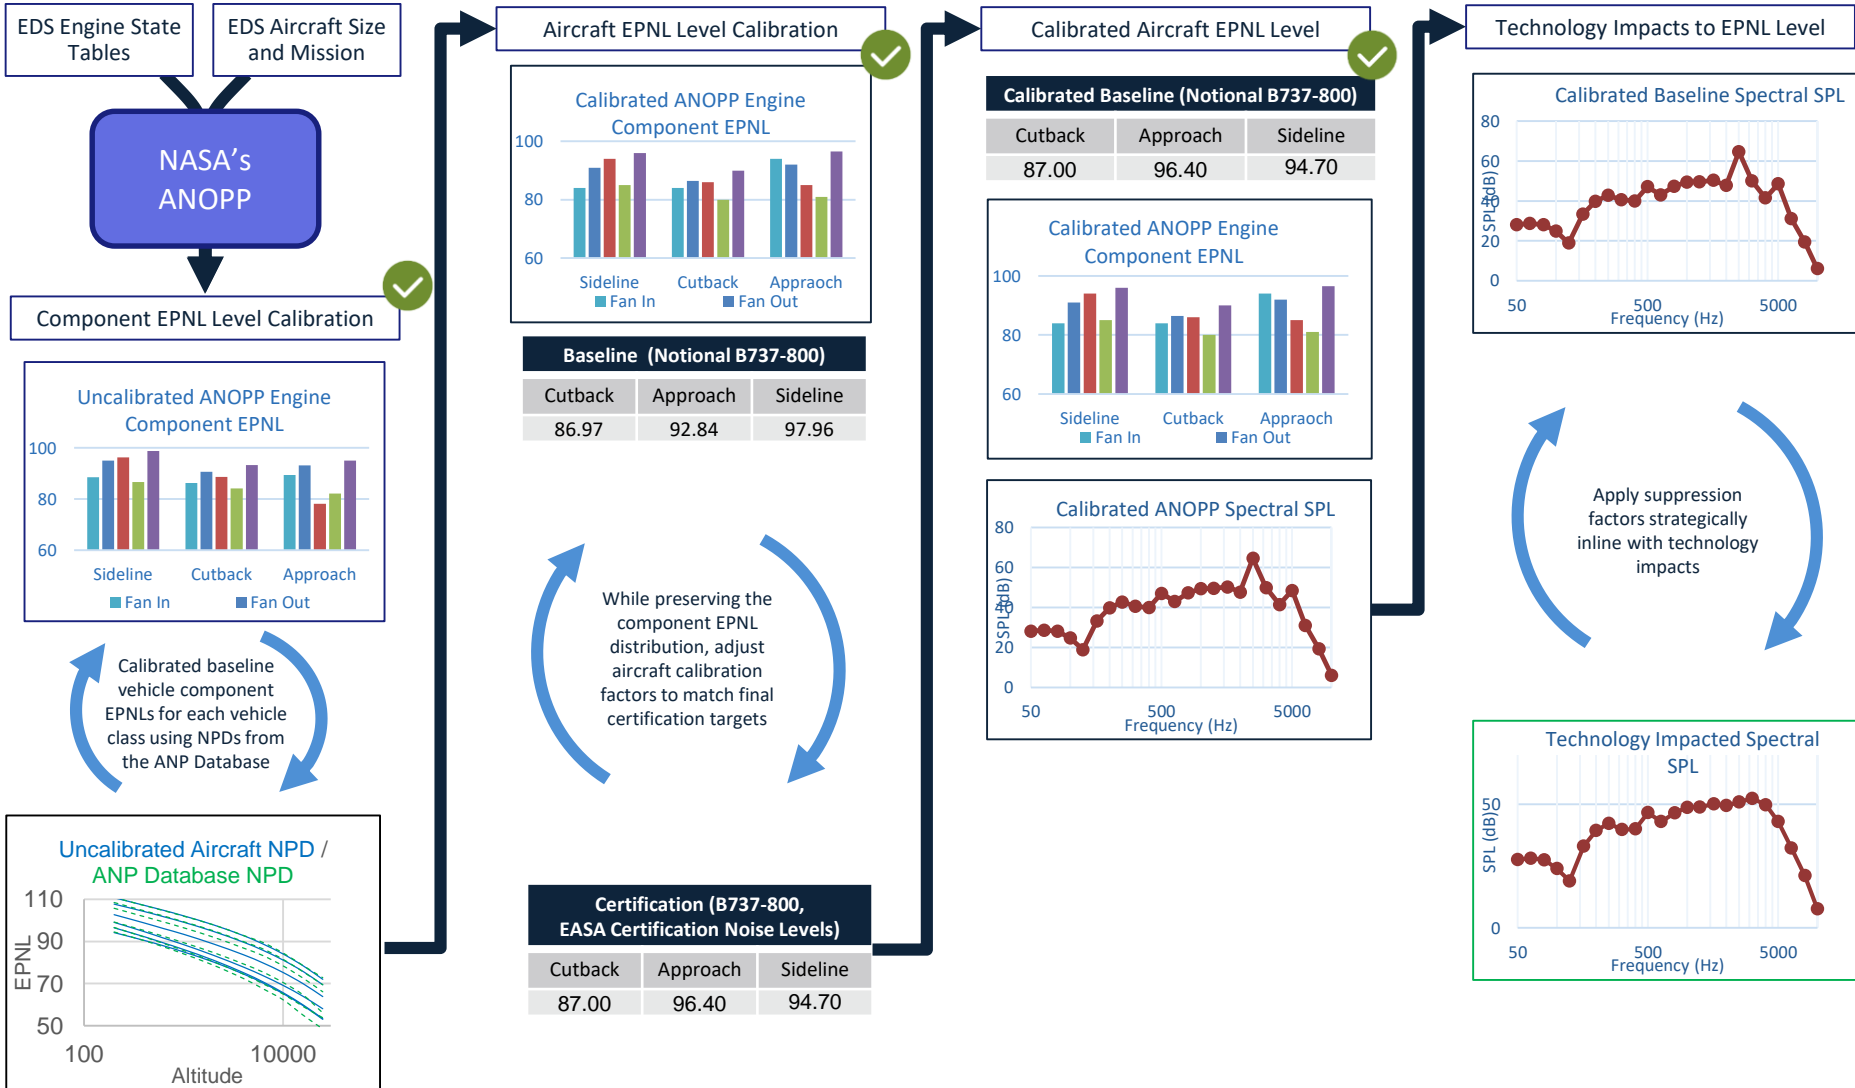 EDS Engine State
Tables
EDS Aircraft Size
and Mission
NASA's
ANOPP
Component EPNL Level Calibration
Uncalibrated ANOPP Engine
Component EPNL
100
80
60
Sideline
Cutback
Approach
Fan In
Fan Out
Calibrated baseline
vehicle component
EPNLs for each vehicle
class using NPDs from
the ANP Database
Uncalibrated Aircraft NPD /
ANP Database NPD
110
90
70
50
EPNL
100
10000
Altitude
Aircraft EPNL Level Calibration
Calibrated ANOPP Engine
Component EPNL
100
80
60
Sideline
Cutback
Appraoch
Fan In
Fan Out
Baseline (Notional B737-800)
Cutback Approach Sideline
86.97 92.84 97.96
While preserving the
component EPNL
distribution, adjust
aircraft calibration
factors to match final
certification targets
Certification (B737-800,
EASA Certification Noise Levels)
Cutback Approach Sideline
87.00 96.40 94.70
Calibrated Aircraft EPNL Level
Calibrated Baseline (Notional B737-800)
Cutback Approach Sideline
87.00 96.40 94.70
Calibrated ANOPP Engine
Component EPNL
100
80
60
Sideline
Cutback
Appraoch
Fan In
Fan Out
Calibrated ANOPP Spectral SPL
80
60
40
20
0
SPL (dB)
50
500
5000
Frequency (Hz)
Technology Impacts to EPNL Level
Calibrated Baseline Spectral SPL
80
60
40
20
0
SPL (dB)
50
500
5000
Frequency (Hz)
Apply suppression
factors strategically
inline with technology
impacts
Technology Impacted Spectral
SPL
50
0
SPL (dB)
50
500
5000
Frequency (Hz)